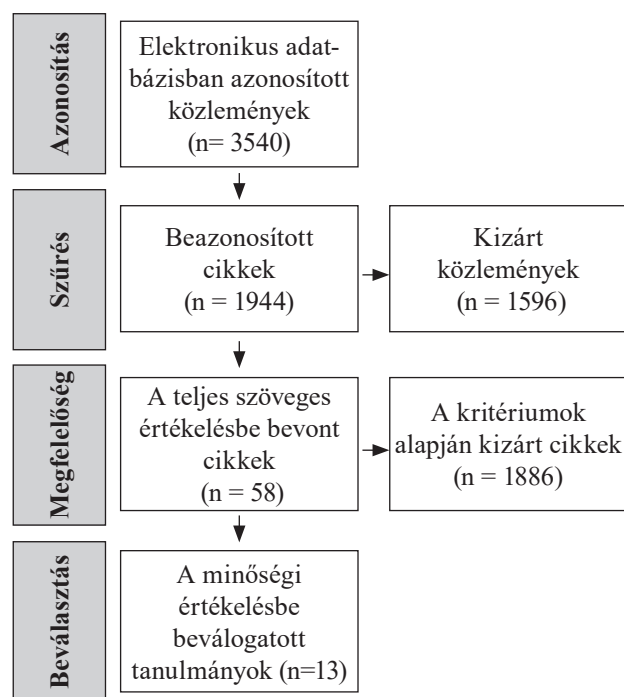 Azonosítás
Elektronikus adat-
bázisban azonosított
közlemények
(n= 3540)
Szűrés
Beazonosított
cikkek
(n = 1944)
Kizárt
közlemények
(n = 1596)
Megfelelőség
A teljes szöveges
értékelésbe bevont
cikkek
(n = 58)
A kritériumok
alapján kizárt cikkek
(n = 1886)
Beválasztás
A minőségi
értékelésbe
beválogatott
tanulmányok (n=13)